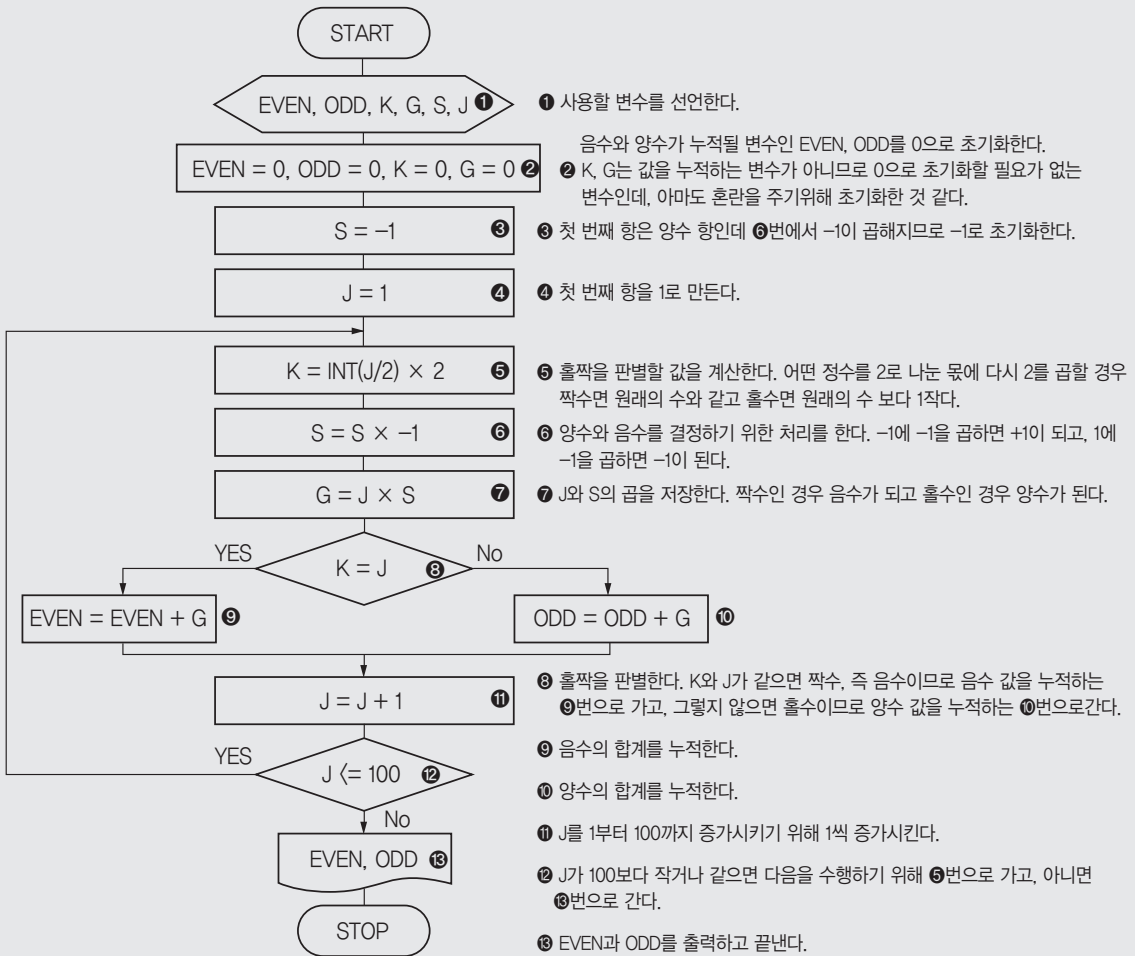 START
EVEN, ODD, K, G, S, J ❶
❶ 사용할 변수를 선언한다.
EVEN = 0, ODD = 0, K = 0, G = 0 ❷
음수와 양수가 누적될 변수인 EVEN, ODD를 0으로 초기화한다.
❷ K, G는 값을 누적하는 변수가 아니므로 0으로 초기화할 필요가 없는
변수인데, 아마도 혼란을 주기위해 초기화한 것 같다.
S = –1 ❸
❸ 첫 번째 항은 양수 항인데 ❻번에서 –1이 곱해지므로 –1로 초기화한다.
J = 1 ❹
❹ 첫 번째 항을 1로 만든다.
K = INT(J/2) × 2 ❺
❺ 홀짝을 판별할 값을 계산한다. 어떤 정수를 2로 나눈 몫에 다시 2를 곱할 경우
짝수면 원래의 수와 같고 홀수면 원래의 수 보다 1작다.
S = S × –1 ❻
❻ 양수와 음수를 결정하기 위한 처리를 한다. –1에 –1을 곱하면 +1이 되고, 1에
–1을 곱하면 –1이 된다.
G = J × S ❼
❼ J와 S의 곱을 저장한다. 짝수인 경우 음수가 되고 홀수인 경우 양수가 된다.
YES
K = J ❽
No
EVEN = EVEN + G ❾
ODD = ODD + G ❿
J = J + 1 ⓫
❽ 홀짝을 판별한다. K와 J가 같으면 짝수, 즉 음수이므로 음수 값을 누적하는
❾번으로 가고, 그렇지 않으면 홀수이므로 양수 값을 누적하는 ❿번으로간다.
YES
J 〈= 100 ⓬
No
❾ 음수의 합계를 누적한다.
❿ 양수의 합계를 누적한다.
⓫ J를 1부터 100까지 증가시키기 위해 1씩 증가시킨다.
EVEN, ODD ⓭
⓬ J가 100보다 작거나 같으면 다음을 수행하기 위해 ❺번으로 가고, 아니면
⓭번으로 간다.
STOP
⓭ EVEN과 ODD를 출력하고 끝낸다.